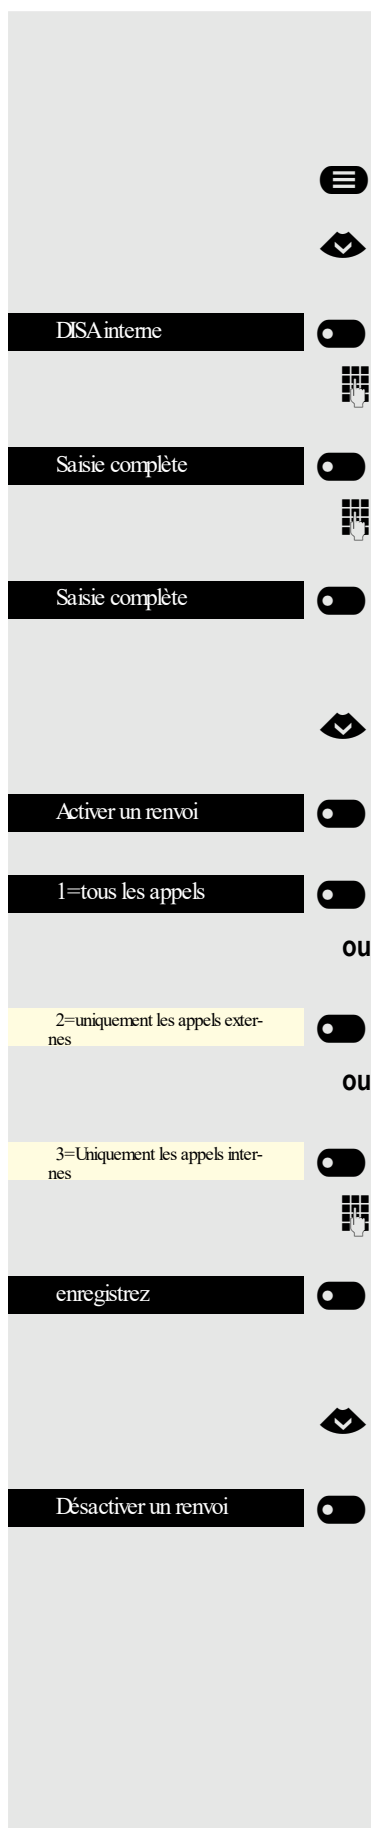 DISA interne
Saisie complète
Saisie complète
Activer un renvoi
1=tous les appels
ou
2=uniquement les appels exter-
nes
ou
3=Uniquement les appels inter-
nes
enregistrez
Désactiver un renvoi